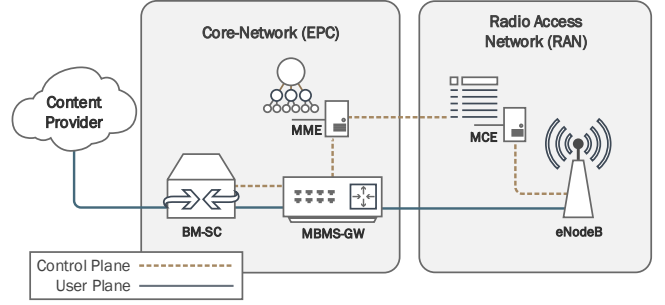 Core-Network (EPC)
Radio Access
Network (RAN)
Content
Provider
MME
MCE
BM-SC
MBMS-GW
eNodeB
Control Plane
User Plane